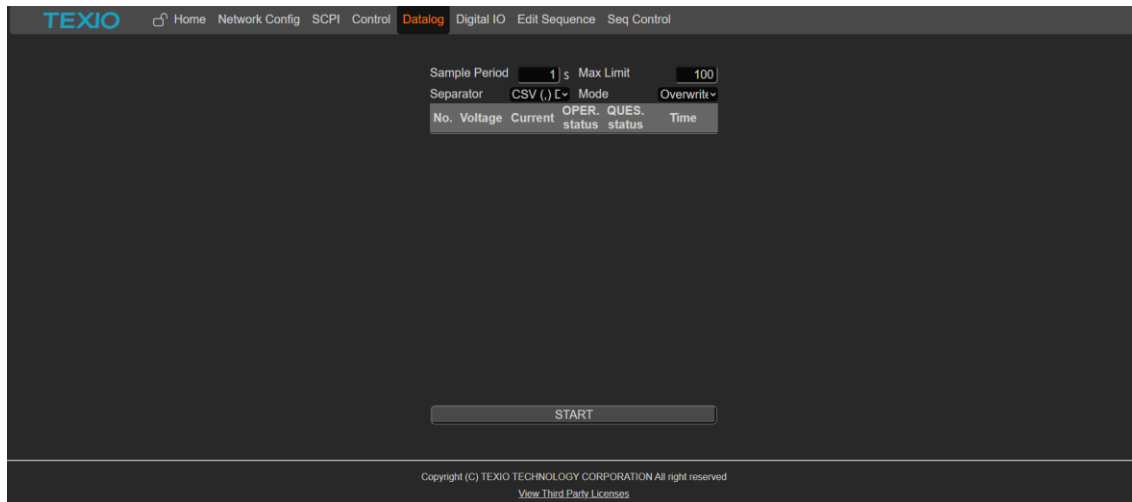 TEXIO Home Network Config SCPI Control Datalog Digital IO Edit Sequence Seq Control
Sample Period 1 s Max Limit 100
Separator CSV (,) Mode Overwrite
No. Voltage Current OPER. status QUES. status Time
START
Copyright (C) TEXIO TECHNOLOGY CORPORATION All right reserved
View Third Party Licenses